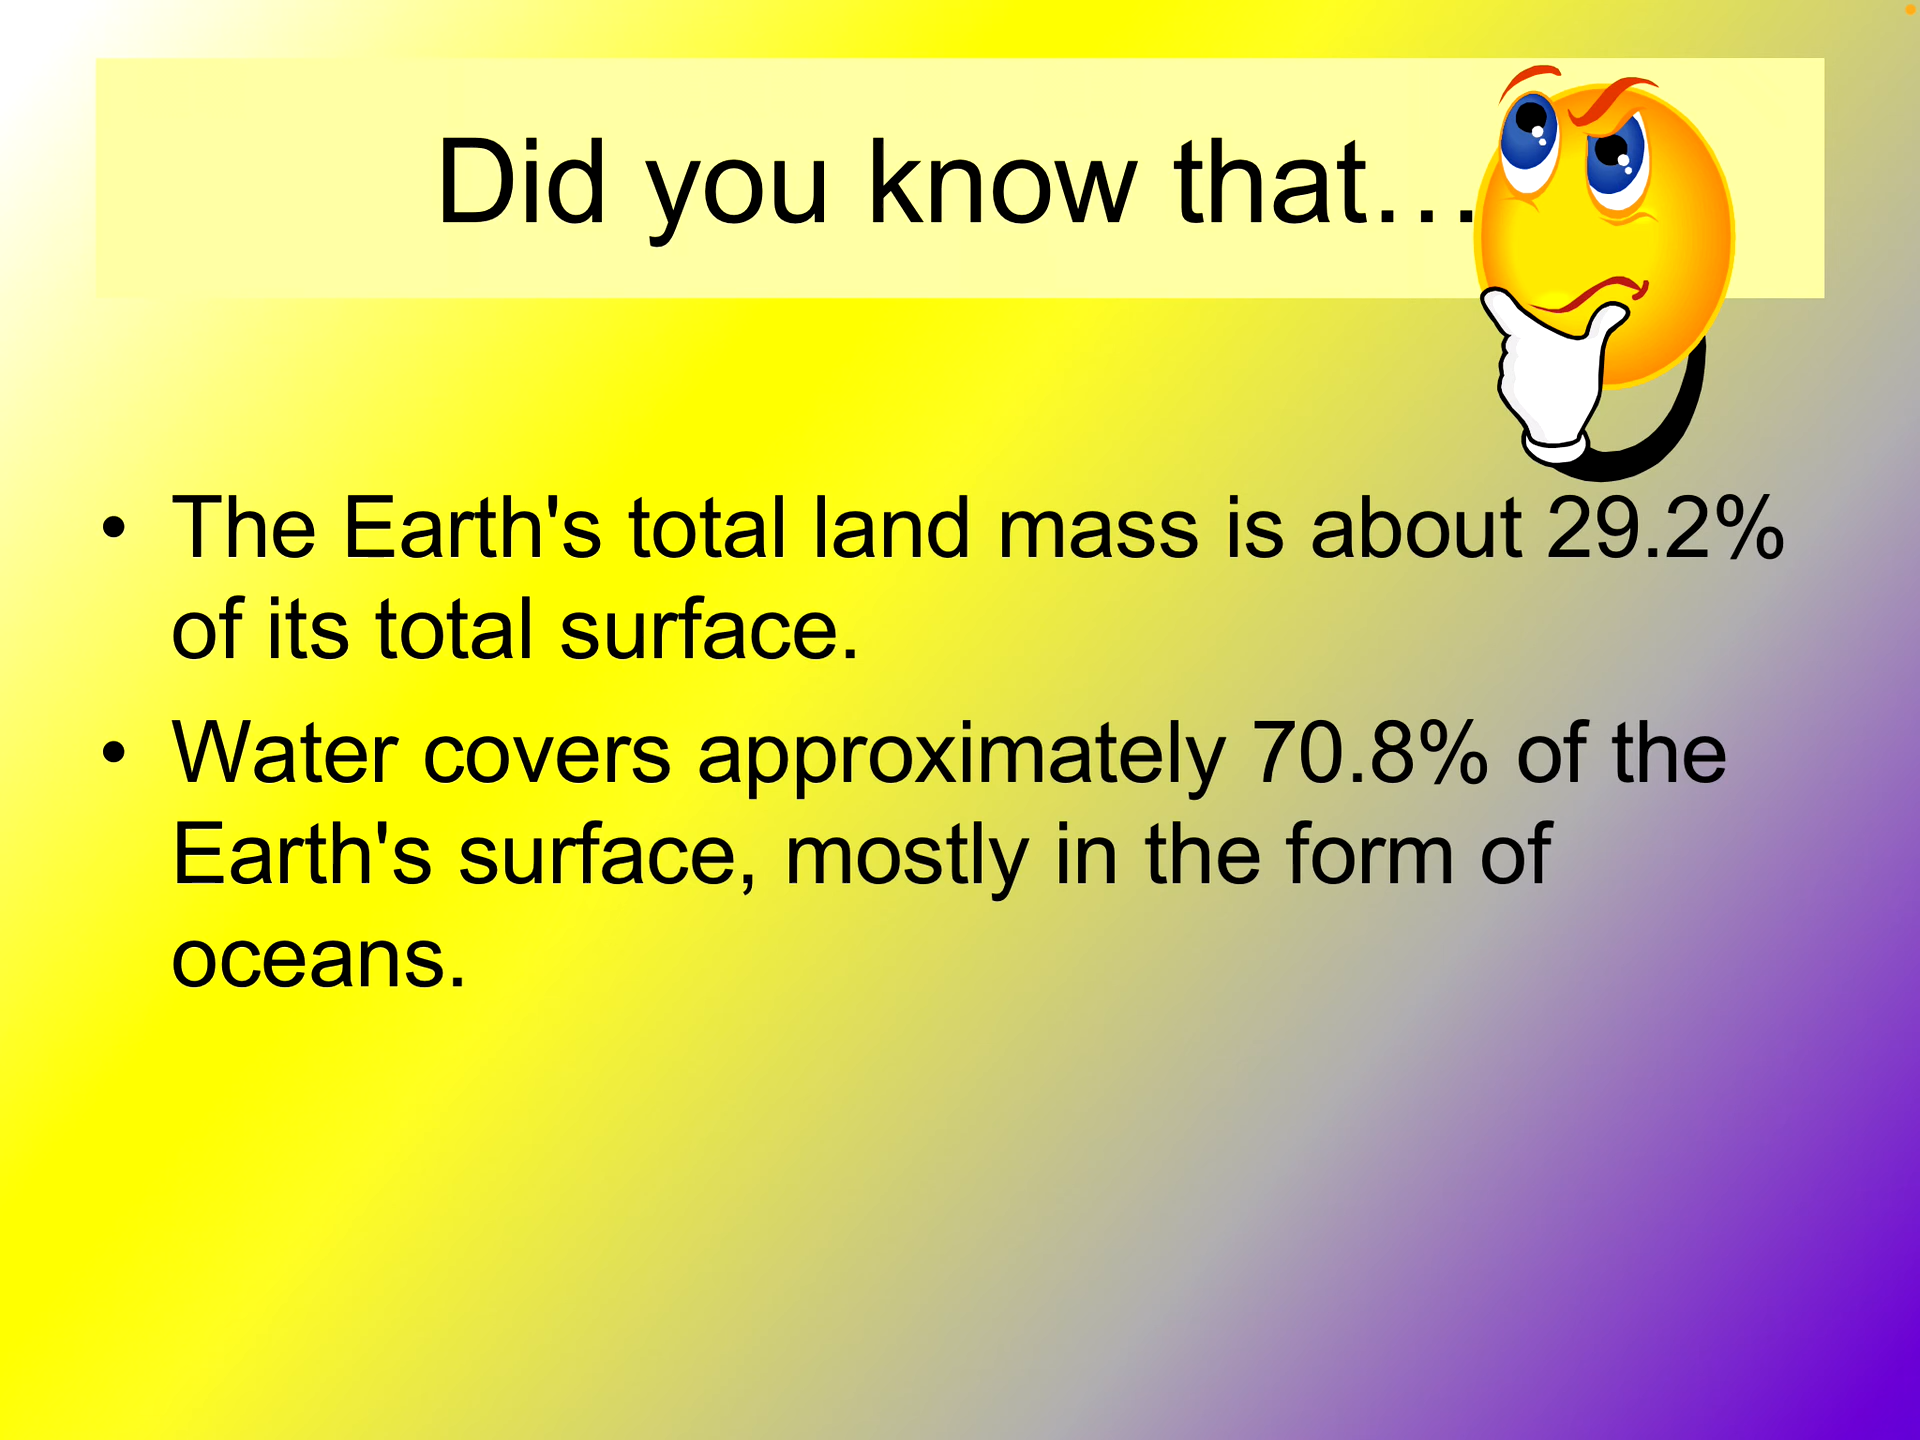 Did you know that…
• The Earth's total land mass is about 29.2%
of its total surface.
• Water covers approximately 70.8% of the
Earth's surface, mostly in the form of
oceans.